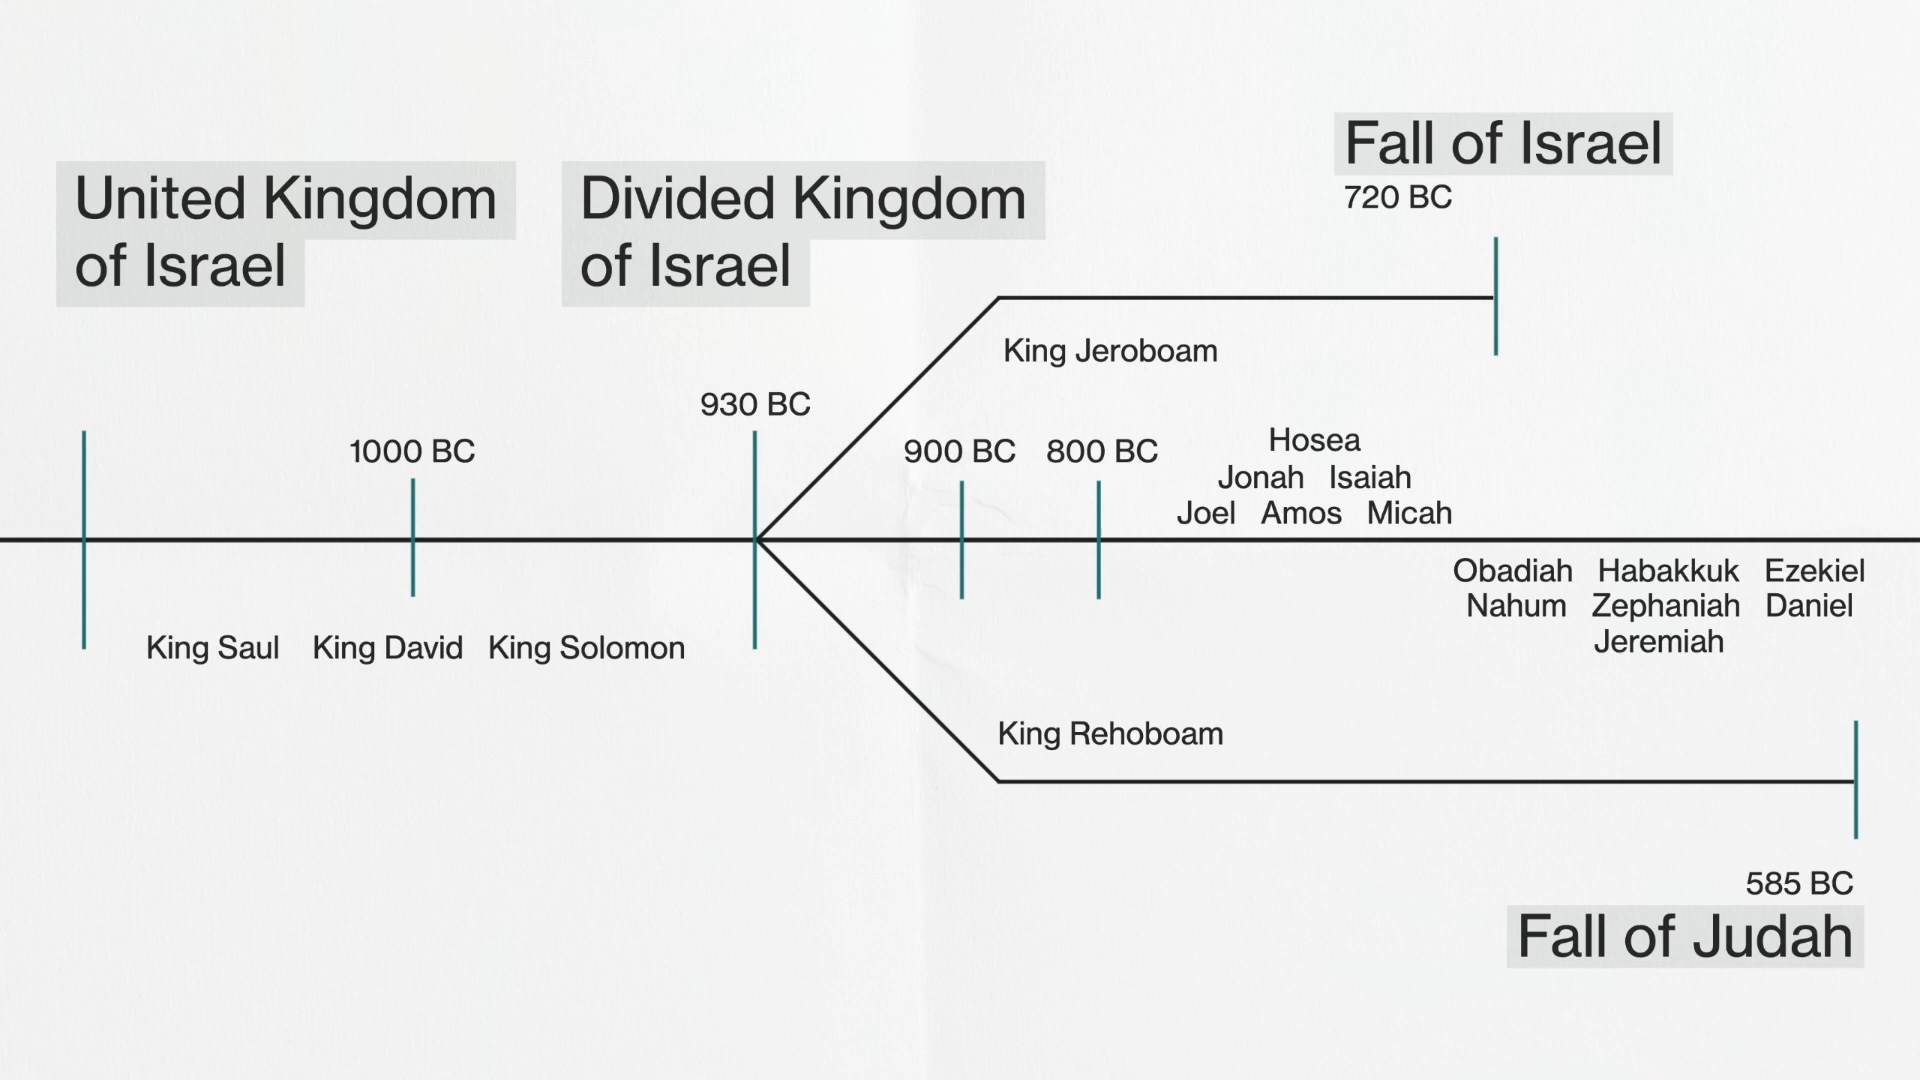 United Kingdom
of Israel
Divided Kingdom
of Israel
Fall of Israel
720 BC
King Jeroboam
930 BC
1000 BC
900 BC
800 BC
Hosea
Jonah Isaiah
Joel Amos Micah
Obadiah Habakkuk Ezekiel
Nahum Zephaniah Daniel
Jeremiah
King Saul King David King Solomon
King Rehoboam
585 BC
Fall of Judah